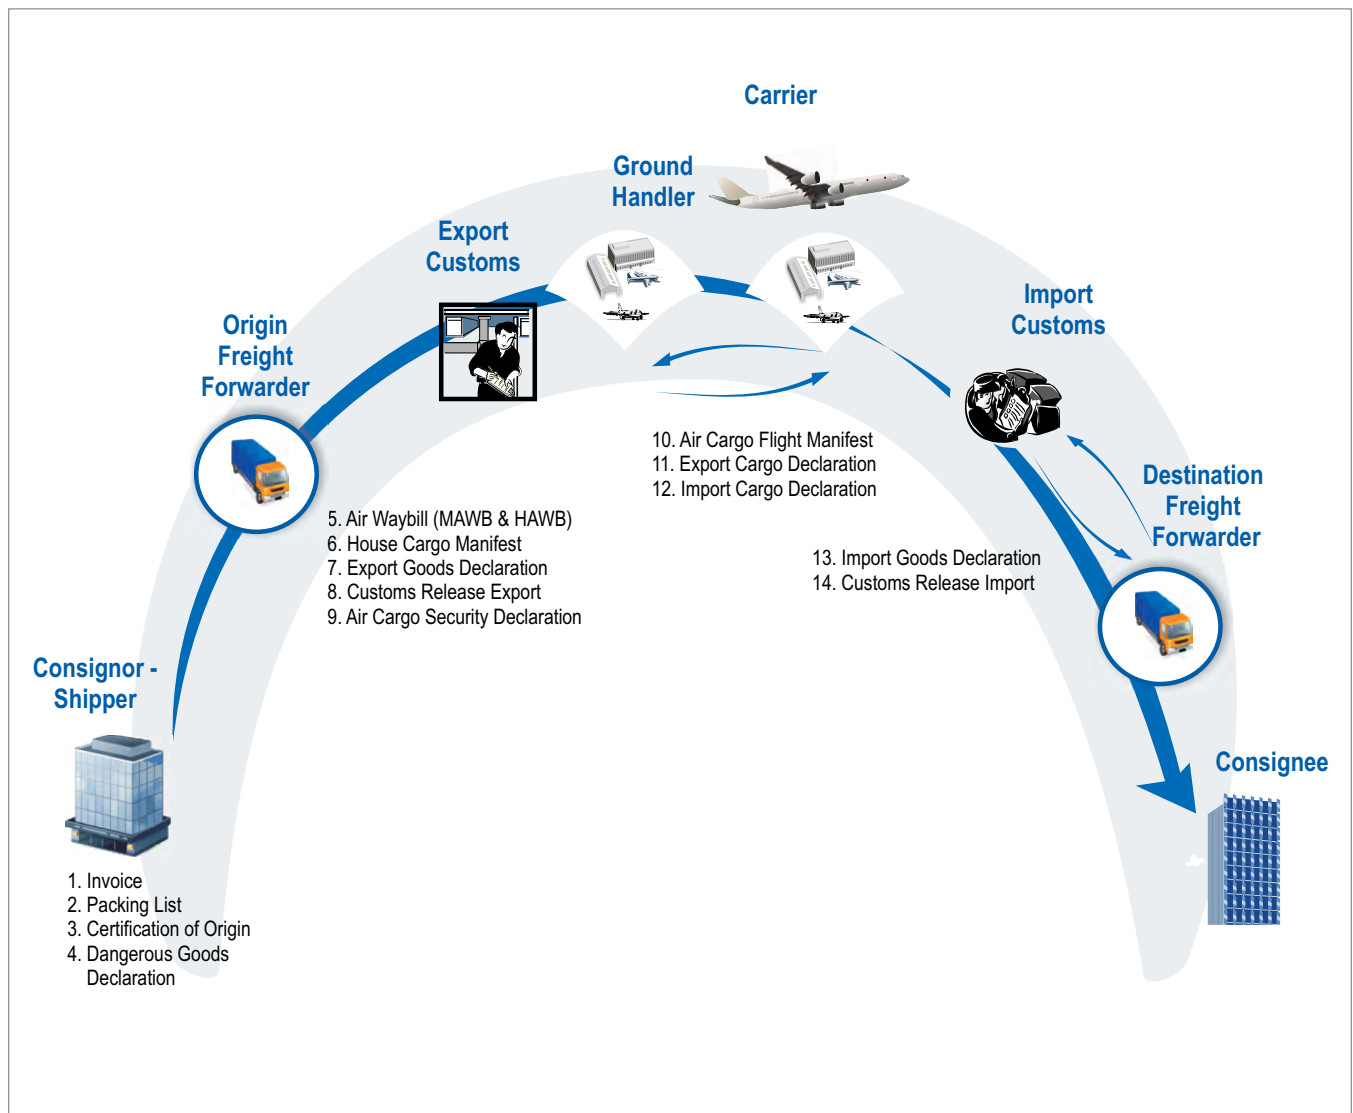 Carrier
Ground
Handler
Export
Customs
Import
Customs
Origin
Freight
Forwarder
10. Air Cargo Flight Manifest
11. Export Cargo Declaration
12. Import Cargo Declaration
Destination
Freight
Forwarder
5. Air Waybill (MAWB & HAWB)
6. House Cargo Manifest
7. Export Goods Declaration
8. Customs Release Export
9. Air Cargo Security Declaration
13. Import Goods Declaration
14. Customs Release Import
Consignor -
Shipper
Consignee
1. Invoice
2. Packing List
3. Certification of Origin
4. Dangerous Goods
Declaration